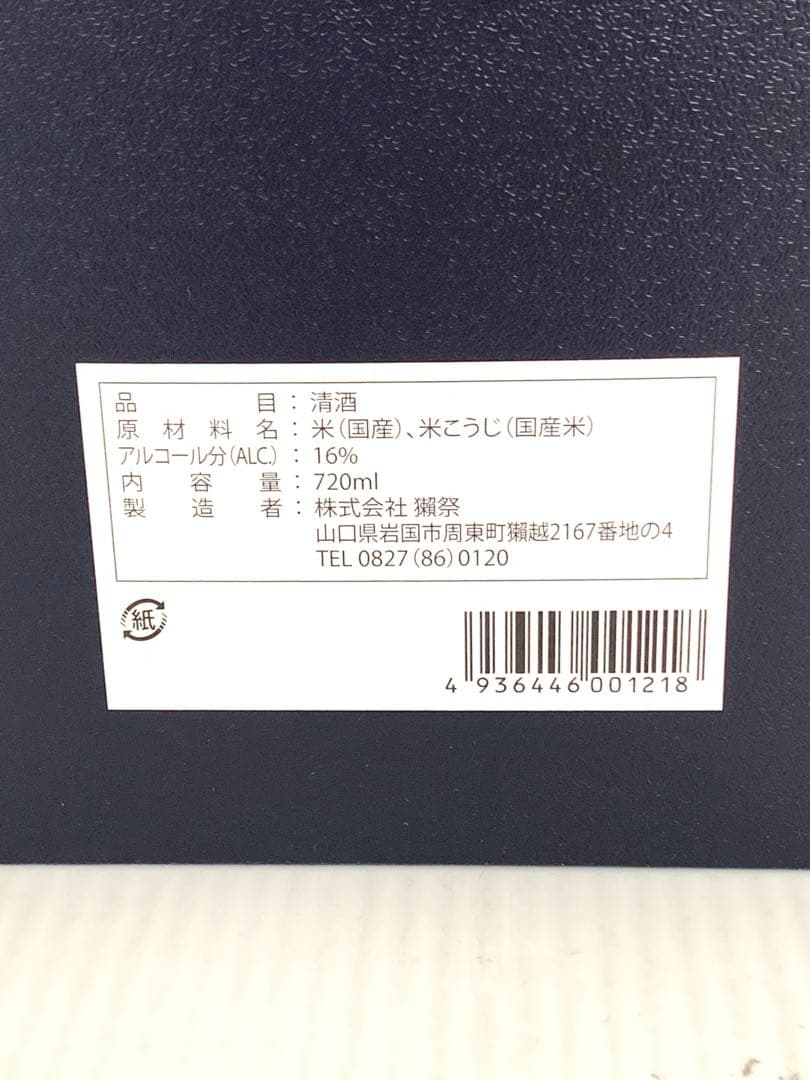 品目：清酒
原材料名：米（国産）、米こうじ（国産米）
アルコール分（ALC.）：16%
内容量：720ml
製造者：株式会社 獺祭
山口県岩国市周東町獺越2167番地の4
TEL 0827（86）0120
紙
4 936446 001218